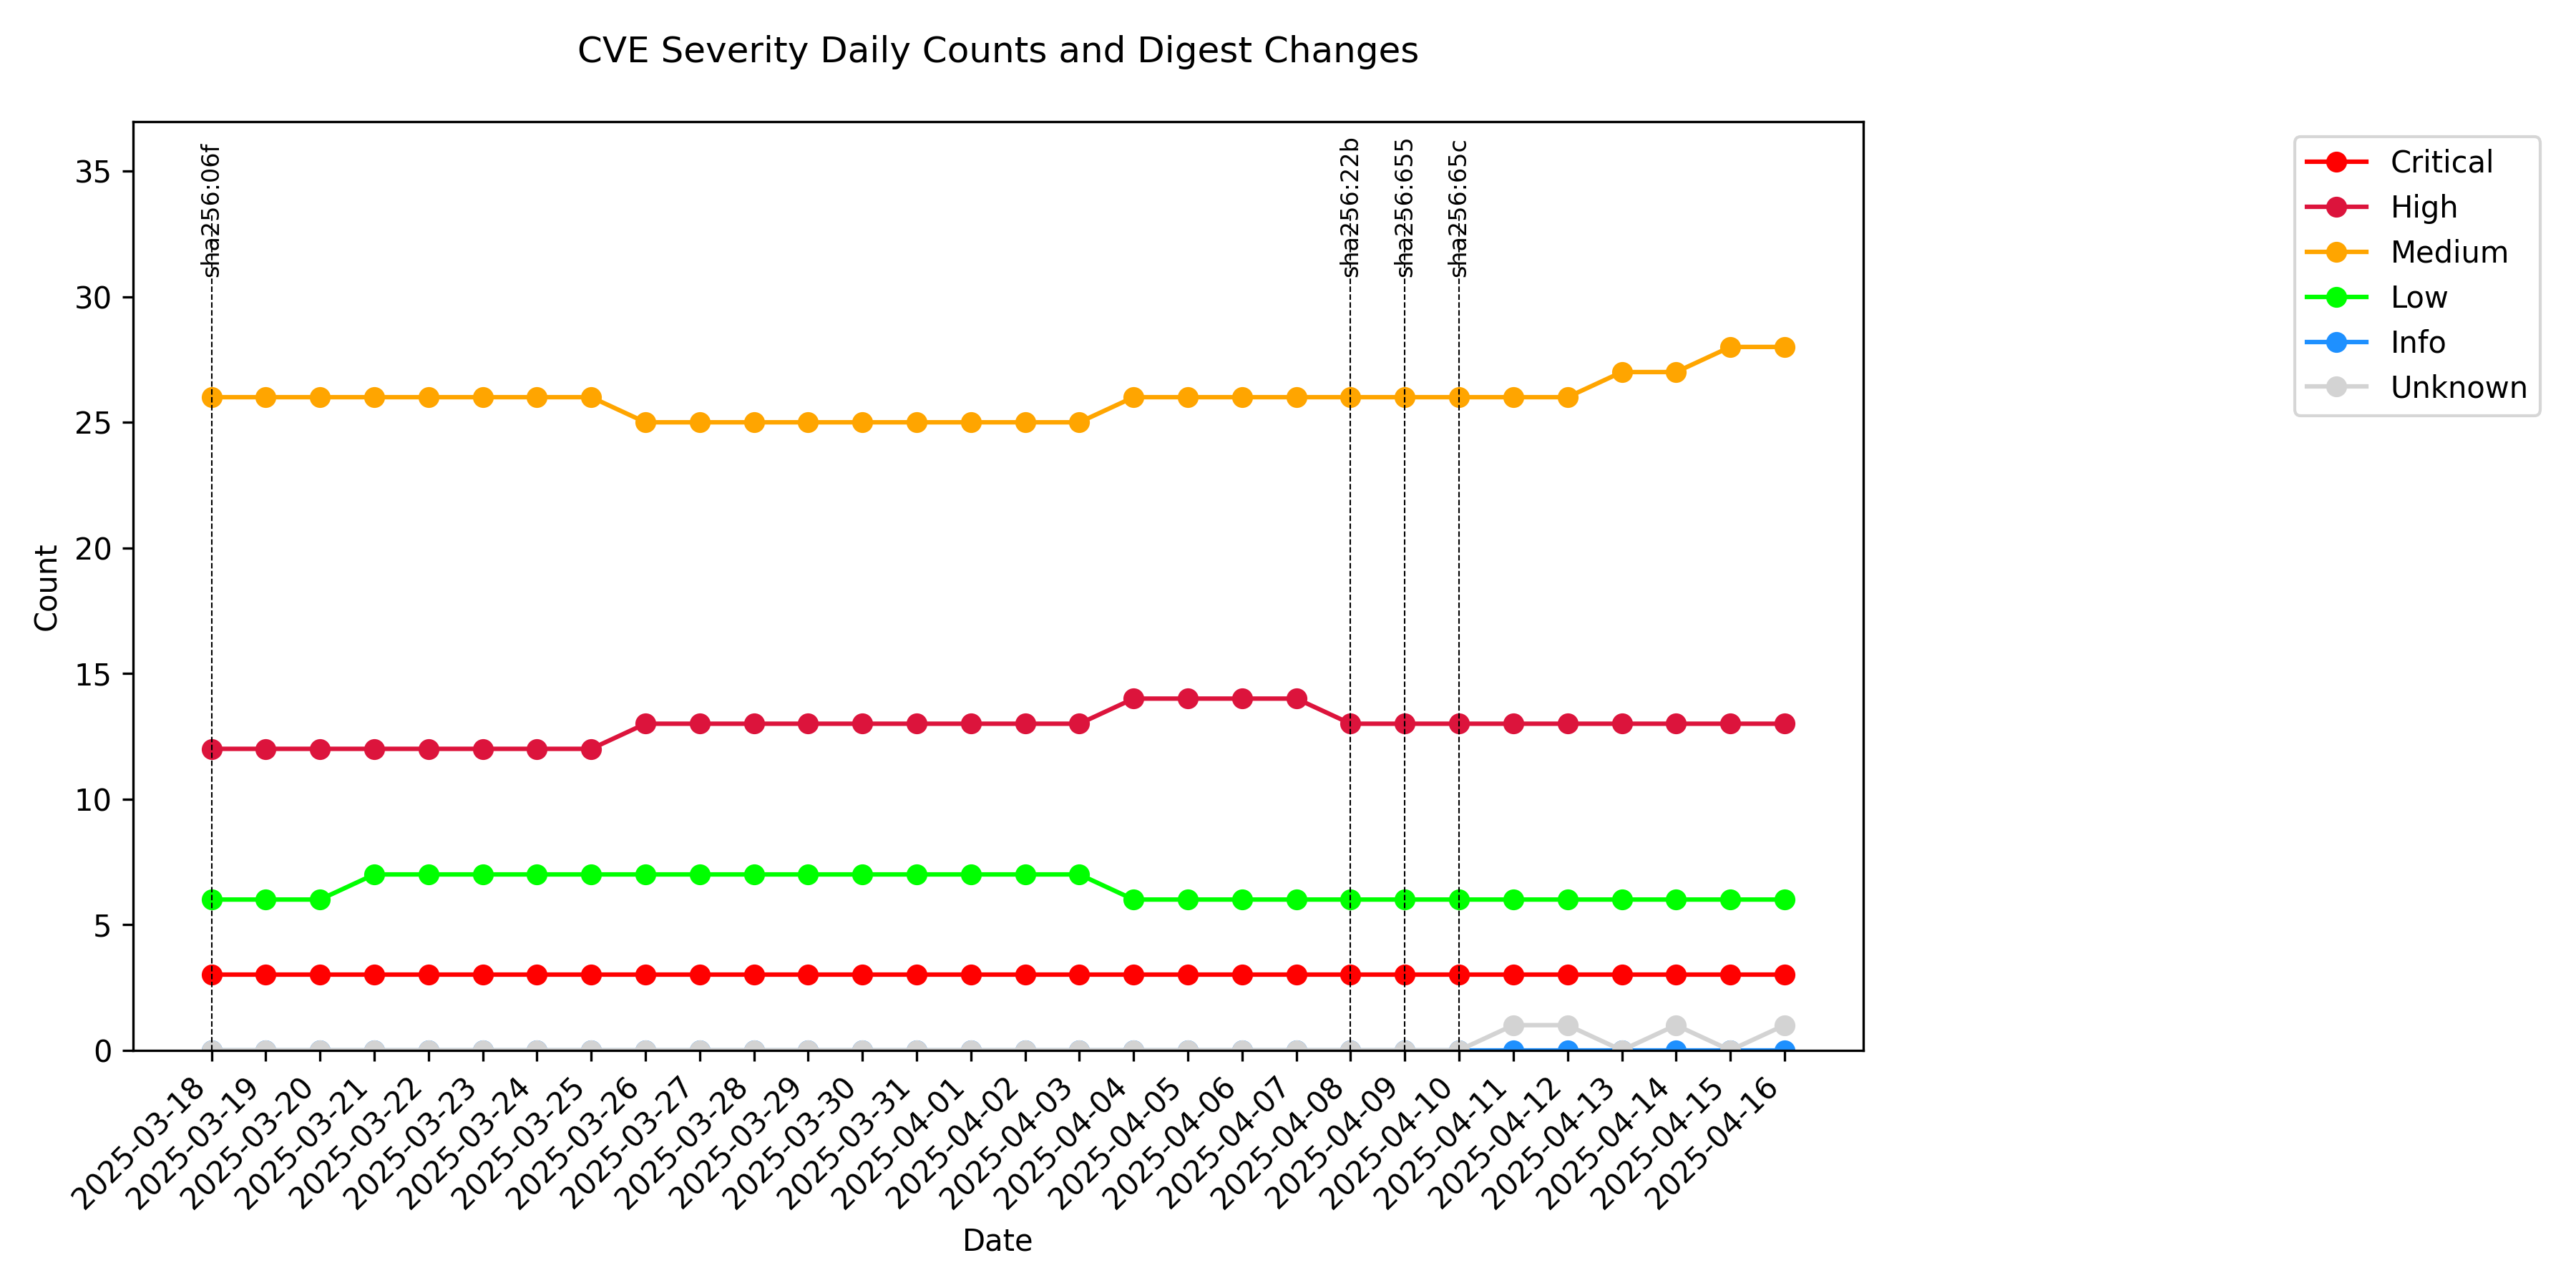 CVE Severity Daily Counts and Digest Changes
sha256:06f
sha256:22b
sha256:655
sha256:65c
Critical
High
Medium
Low
Info
Unknown
Count
35
30
25
20
15
10
5
0
2025-03-18
2025-03-19
2025-03-20
2025-03-21
2025-03-22
2025-03-23
2025-03-24
2025-03-25
2025-03-26
2025-03-27
2025-03-28
2025-03-29
2025-03-30
2025-03-31
2025-04-01
2025-04-02
2025-04-03
2025-04-04
2025-04-05
2025-04-06
2025-04-07
2025-04-08
2025-04-09
2025-04-10
2025-04-11
2025-04-12
2025-04-13
2025-04-14
2025-04-15
2025-04-16
Date